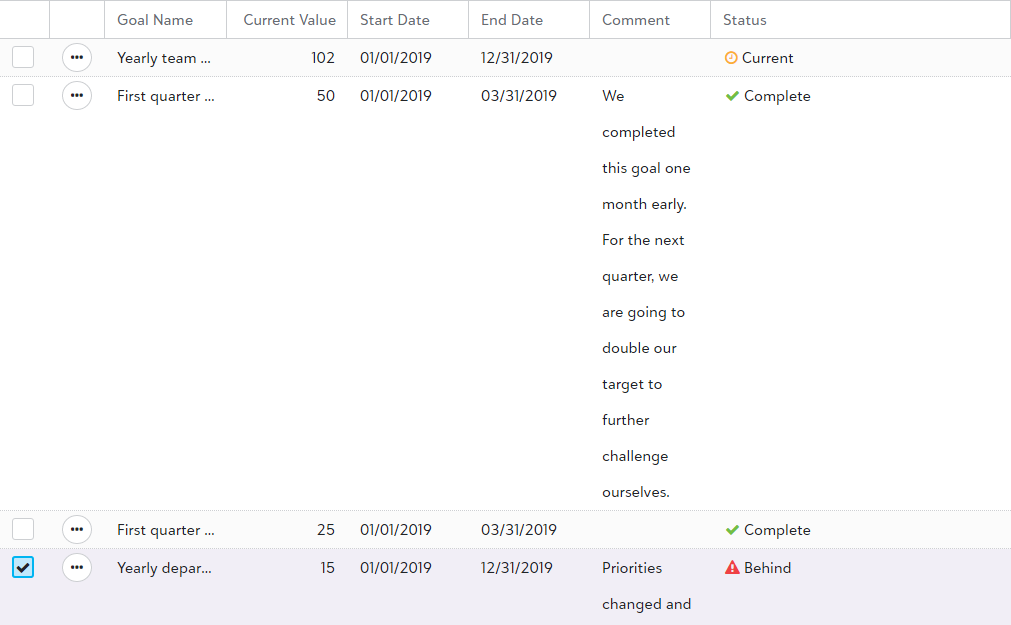 Goal Name Current Value Start Date End Date Comment Status
Yearly team ... 102 01/01/2019 12/31/2019 Current
First quarter ... 50 01/01/2019 03/31/2019 We Complete
completed
this goal one
month early.
For the next
quarter, we
are going to
double our
target to
further
challenge
ourselves.
First quarter ... 25 01/01/2019 03/31/2019 Complete
Yearly depar... 15 01/01/2019 12/31/2019 Priorities Behind
changed and